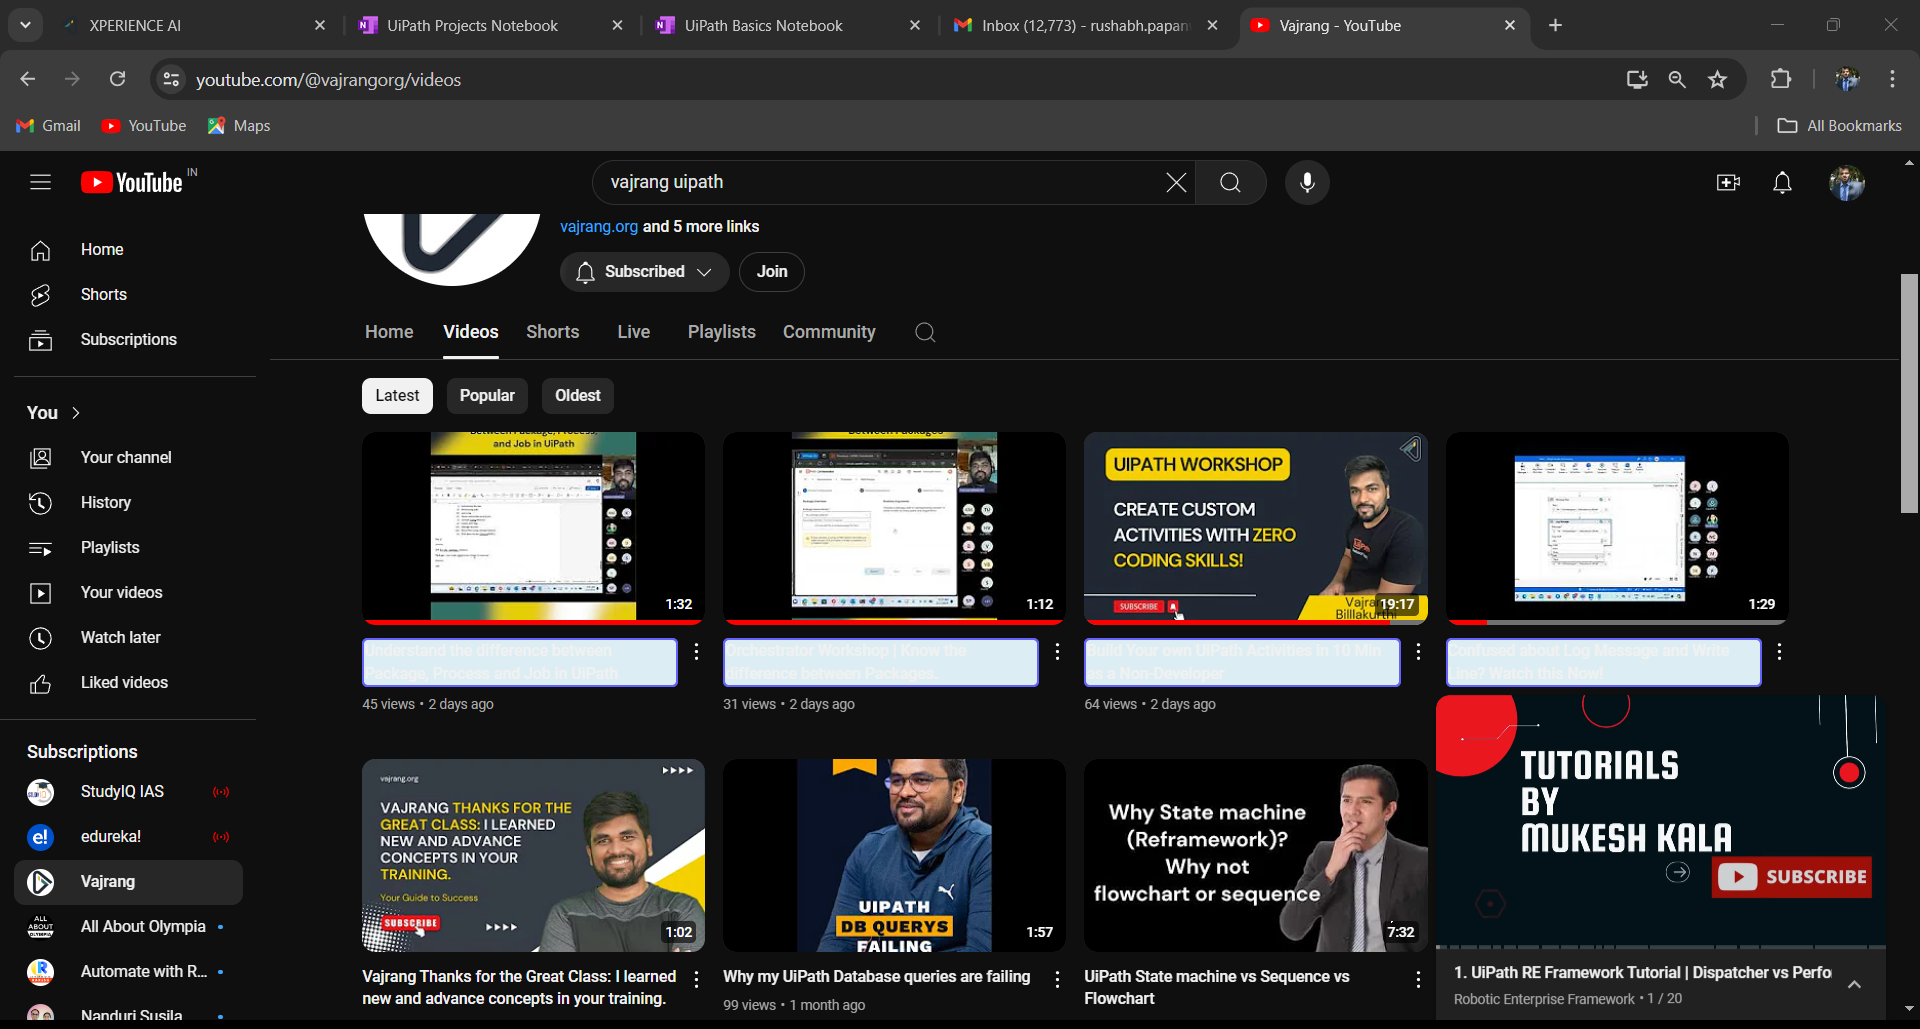 XPERIENCE AI
UiPath Projects Notebook
UiPath Basics Notebook
Inbox (12,773) - rushabh.papan
Vajrang - YouTube
youtube.com/@vajrangorg/videos
Gmail
YouTube
Maps
All Bookmarks
YouTube IN
vajrang uipath
Home
Shorts
Subscriptions
You
Your channel
History
Playlists
Your videos
Watch later
Liked videos
Subscriptions
StudyIQ IAS
edureka!
Vajrang
All About Olympia
Automate with R...
Nanduri Susila
vajrang.org and 5 more links
Subscribed
Join
Home
Videos
Shorts
Live
Playlists
Community
Latest
Popular
Oldest
and Job in UiPath
1:32
Understand the difference between
Package, Process and Job in UiPath
45 views • 2 days ago
Between Packages
1:12
Orchestrator Workshop | Know the
difference between Packages.
31 views • 2 days ago
UIPATH WORKSHOP
CREATE CUSTOM
ACTIVITIES WITH ZERO
CODING SKILLS!
SUBSCRIBE
Vajra
Billlakurthi
19:17
Build Your own UiPath Activities in 10 Min
as a Non-Developer
64 views • 2 days ago
1:29
Confused about Log Message and Write
Line? Watch this Now!
vajrang.org
VAJRANG THANKS FOR THE
GREAT CLASS: I LEARNED
NEW AND ADVANCE
CONCEPTS IN YOUR
TRAINING.
Your Guide to Success
SUBSCRIBE
1:02
Vajrang Thanks for the Great Class: I learned
new and advance concepts in your training.
UIPATH
DB QUERYS
FAILING
1:57
Why my UiPath Database queries are failing
99 views • 1 month ago
Why State machine
(Reframework)?
Why not
flowchart or sequence
7:32
UiPath State machine vs Sequence vs
Flowchart
TUTORIALS
BY
MUKESH KALA
SUBSCRIBE
1. UiPath RE Framework Tutorial | Dispatcher vs Perfo
Robotic Enterprise Framework • 1 / 20